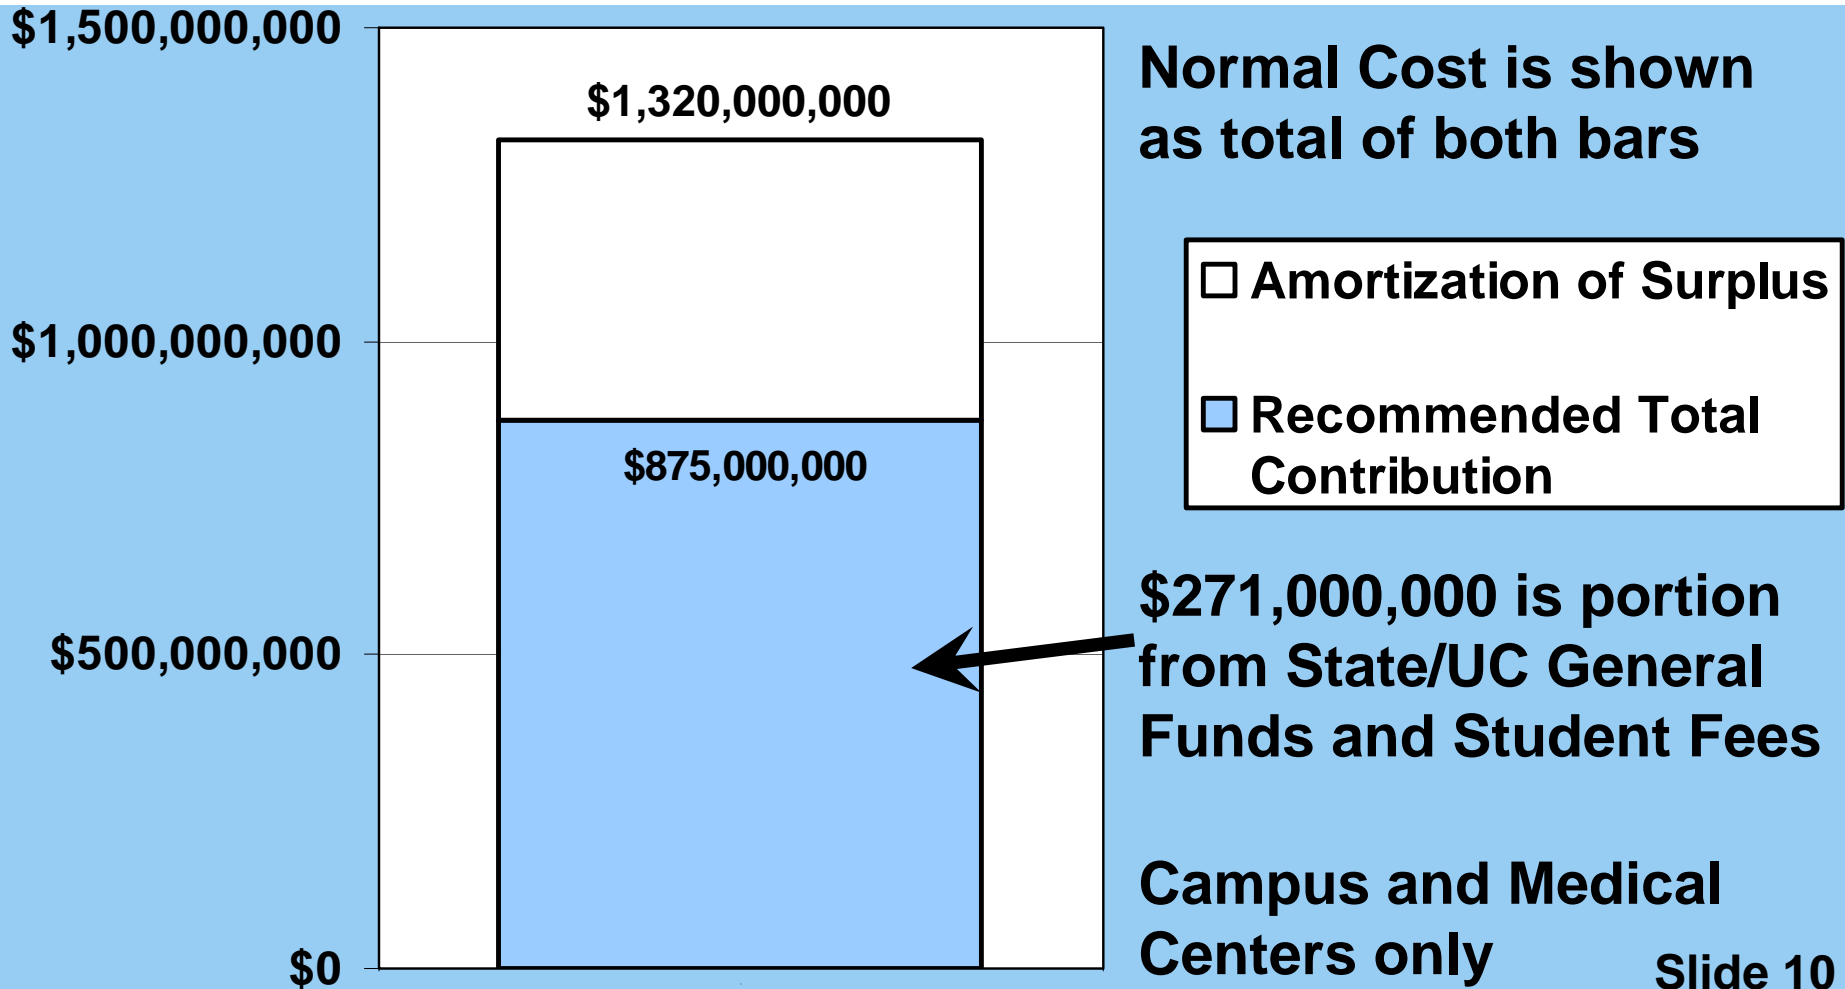 $1,500,000,000
$1,320,000,000
$1,000,000,000
$875,000,000
$500,000,000
$0
Normal Cost is shown
as total of both bars
Amortization of Surplus
Recommended Total
Contribution
$271,000,000 is portion
from State/UC General
Funds and Student Fees
Campus and Medical
Centers only
Slide 10